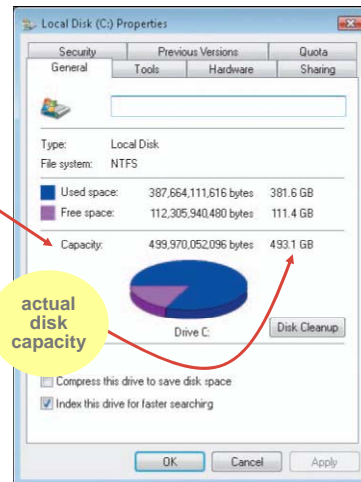 Local Disk (C:) Properties
Security Previous Versions Quota
General Tools Hardware Sharing
Type: Local Disk
File system: NTFS
Used space: 387,664,111,616 bytes 381.6 GB
Free space: 112,305,940,480 bytes 111.4 GB
Capacity: 499,970,052,096 bytes 493.1 GB
actual
disk
capacity
Drive C: Disk Cleanup
Compress this drive to save disk space
Index this drive for faster searching
OK Cancel Apply